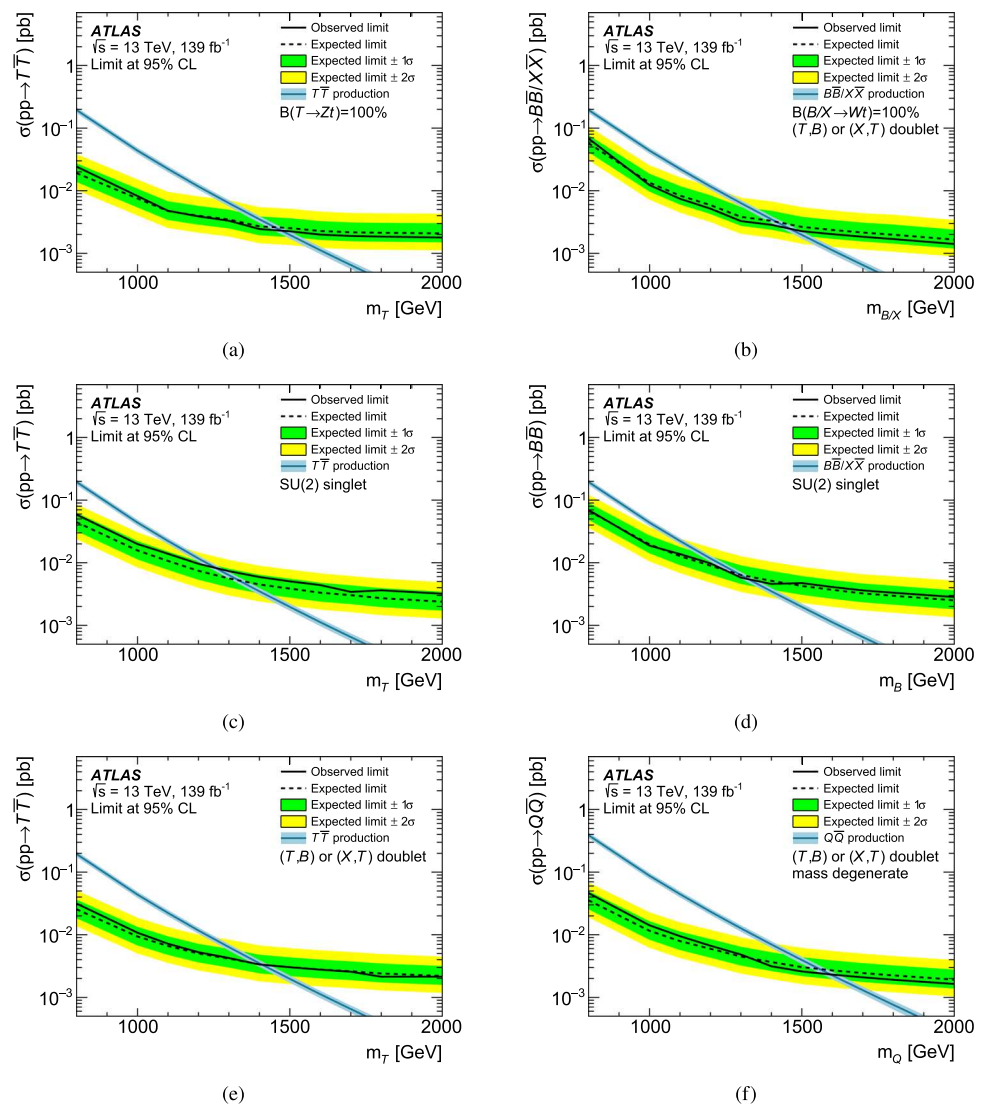 σ(pp→TT̅) [pb]
ATLAS
√s = 13 TeV, 139 fb⁻¹
Limit at 95% CL
Observed limit
Expected limit
Expected limit ± 1σ
Expected limit ± 2σ
TT̅ production
B(T→Zt)=100%
1
10⁻¹
10⁻²
10⁻³
1000 1500 2000
m_T [GeV]
(a)
σ(pp→BB̅/XX̅) [pb]
ATLAS
√s = 13 TeV, 139 fb⁻¹
Limit at 95% CL
Observed limit
Expected limit
Expected limit ± 1σ
Expected limit ± 2σ
BB̅/XX̅ production
B(B/X→Wt)=100%
(T,B) or (X,T) doublet
1
10⁻¹
10⁻²
10⁻³
1000 1500 2000
m_B/X [GeV]
(b)
σ(pp→TT̅) [pb]
ATLAS
√s = 13 TeV, 139 fb⁻¹
Limit at 95% CL
Observed limit
Expected limit
Expected limit ± 1σ
Expected limit ± 2σ
TT̅ production
SU(2) singlet
1
10⁻¹
10⁻²
10⁻³
1000 1500 2000
m_T [GeV]
(c)
σ(pp→BB̅) [pb]
ATLAS
√s = 13 TeV, 139 fb⁻¹
Limit at 95% CL
Observed limit
Expected limit
Expected limit ± 1σ
Expected limit ± 2σ
BB̅/XX̅ production
SU(2) singlet
1
10⁻¹
10⁻²
10⁻³
1000 1500 2000
m_B [GeV]
(d)
σ(pp→TT̅) [pb]
ATLAS
√s = 13 TeV, 139 fb⁻¹
Limit at 95% CL
Observed limit
Expected limit
Expected limit ± 1σ
Expected limit ± 2σ
TT̅ production
(T,B) or (X,T) doublet
1
10⁻¹
10⁻²
10⁻³
1000 1500 2000
m_T [GeV]
(e)
σ(pp→QQ̅) [pb]
ATLAS
√s = 13 TeV, 139 fb⁻¹
Limit at 95% CL
Observed limit
Expected limit
Expected limit ± 1σ
Expected limit ± 2σ
QQ̅ production
(T,B) or (X,T) doublet
mass degenerate
1
10⁻¹
10⁻²
10⁻³
1000 1500 2000
m_Q [GeV]
(f)